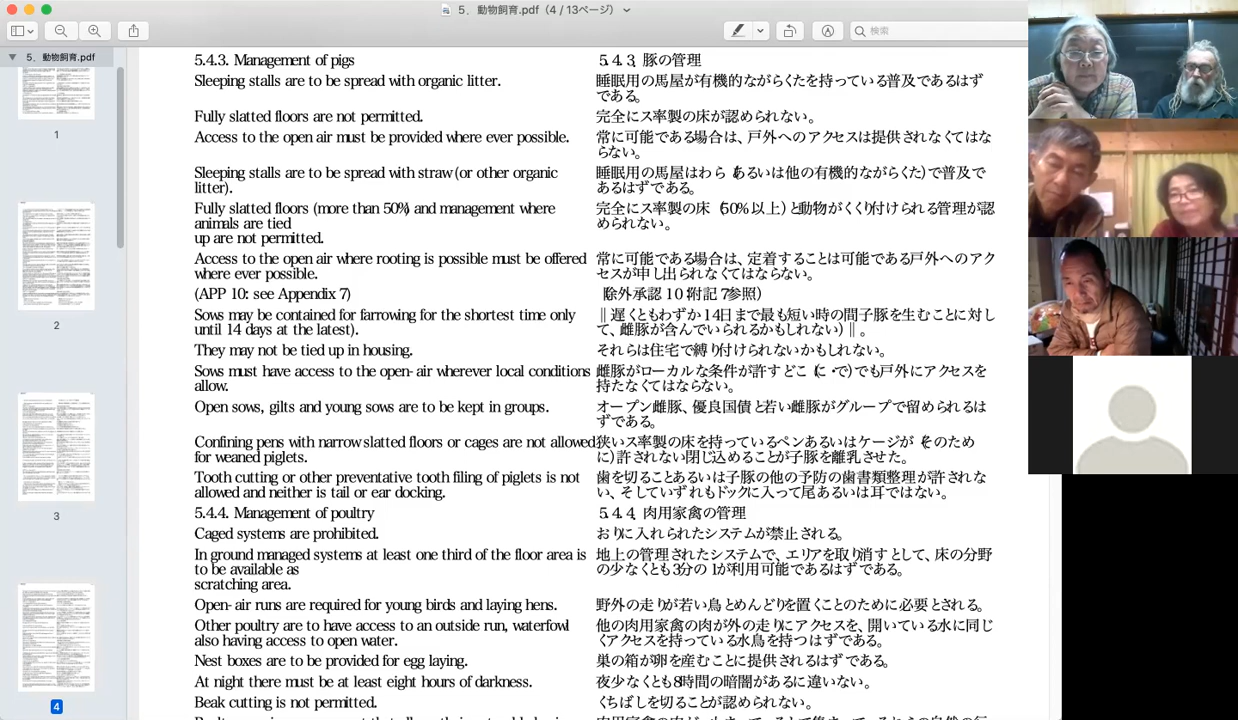 5．動物飼育.pdf（4 / 13ページ）
検索
5．動物飼育.pdf
1
2
3
4
5.4.3. Management of pigs
Sleeping stalls are to be spread with organic litter.
Fully slatted floors are not permitted.
Access to the open air must be provided where ever possible.
Sleeping stalls are to be spread with straw (or other organic
litter).
Fully slatted floors (more than 50%) and management where
animals are tied
up are not permitted.
Access to the open air where rooting is possible must be offered
where ever possible.
(AP 10; or see Appendix 7)
Sows may be contained for farrowing for the shortest time only
until 14 days at the latest).
They may not be tied up in housing.
Sows must have access to the open- air wherever local conditions
allow.
Open sows, gilts and young sows are to be kept in groups.
Confining pens with narrow slatted floors or cages are not allowed
for weaned piglets.
Tooth cutting or other preventative tooth filing of piglets is not
allowed and neither is tail or ear docking.
5.4.4. Management of poultry
Caged systems are prohibited.
In ground managed systems at least one third of the floor area is
to be available as
scratching area.
Open air runs are required for young birds and laying hens.
Other poultry are to have access to an outside run, waterfowl
also having access to open water.
Nest boxes are to be provided for egg laying.
At night there must be at least eight hours of darkness.
Beak cutting is not permitted.
5.4.3. 豚の管理
睡眠用の馬屋が有機的ながらくたを持っている普及であるはず
である。
完全にス率製の床が認められない。
常に可能である場合は、戸外へのアクセスは提供されなくてはな
らない。
睡眠用の馬屋はわら（あるいは他の有機的ながらくた）で普及で
あるはずである。
完全にス率製の床（50%以上）と動物がくくり付けられる管理が認
められない。
常に可能である場合は、定着することは可能である戸外へのアク
セスが申し出られなくてはならない。
（除外承認 10；附記 7参照）
‖遅くともわずか14日まで最も短い時の間子豚を生むことに対し
て、雌豚が含んでいられるかもしれない）‖。
それらは住宅で縛り付けられないかもしれない。
雌豚がローカルな条件が許すどこ（に・で）でも戸外にアクセスを
持たなくてはならない。
オープン雌豚、優良国債と若い雌豚がグループで留められるは
ずである。
狭いス率製の床を持っているペンあるいはケージが（そのため
に）許されない閉じ込めることが子豚を離乳させた。
歯を切ることあるいは子豚の他の予防の歯書類整理が許されな
い、そしていずれもドックに入って尾あるいは耳ではない。
5.4.4. 肉用家禽の管理
おりに入れられたシステムが禁止される。
地上の管理されたシステムで、エリアを取り消すとして、床の分野
の少なくとも3分の 1が利用可能であるはずである。
野外の走りが若い鳥とめんどり置くことのために必要とされる。
他の肉用家禽の肉が外のランにアクセスを、開いている水に同じ
くアクセスを持っている水鳥、持つはずである。
巣の箱が卵を産むことに提供されるはずである。
夜少なくとも8時間の暗闇があるに違いない。
くちばしを切ることが認められない。